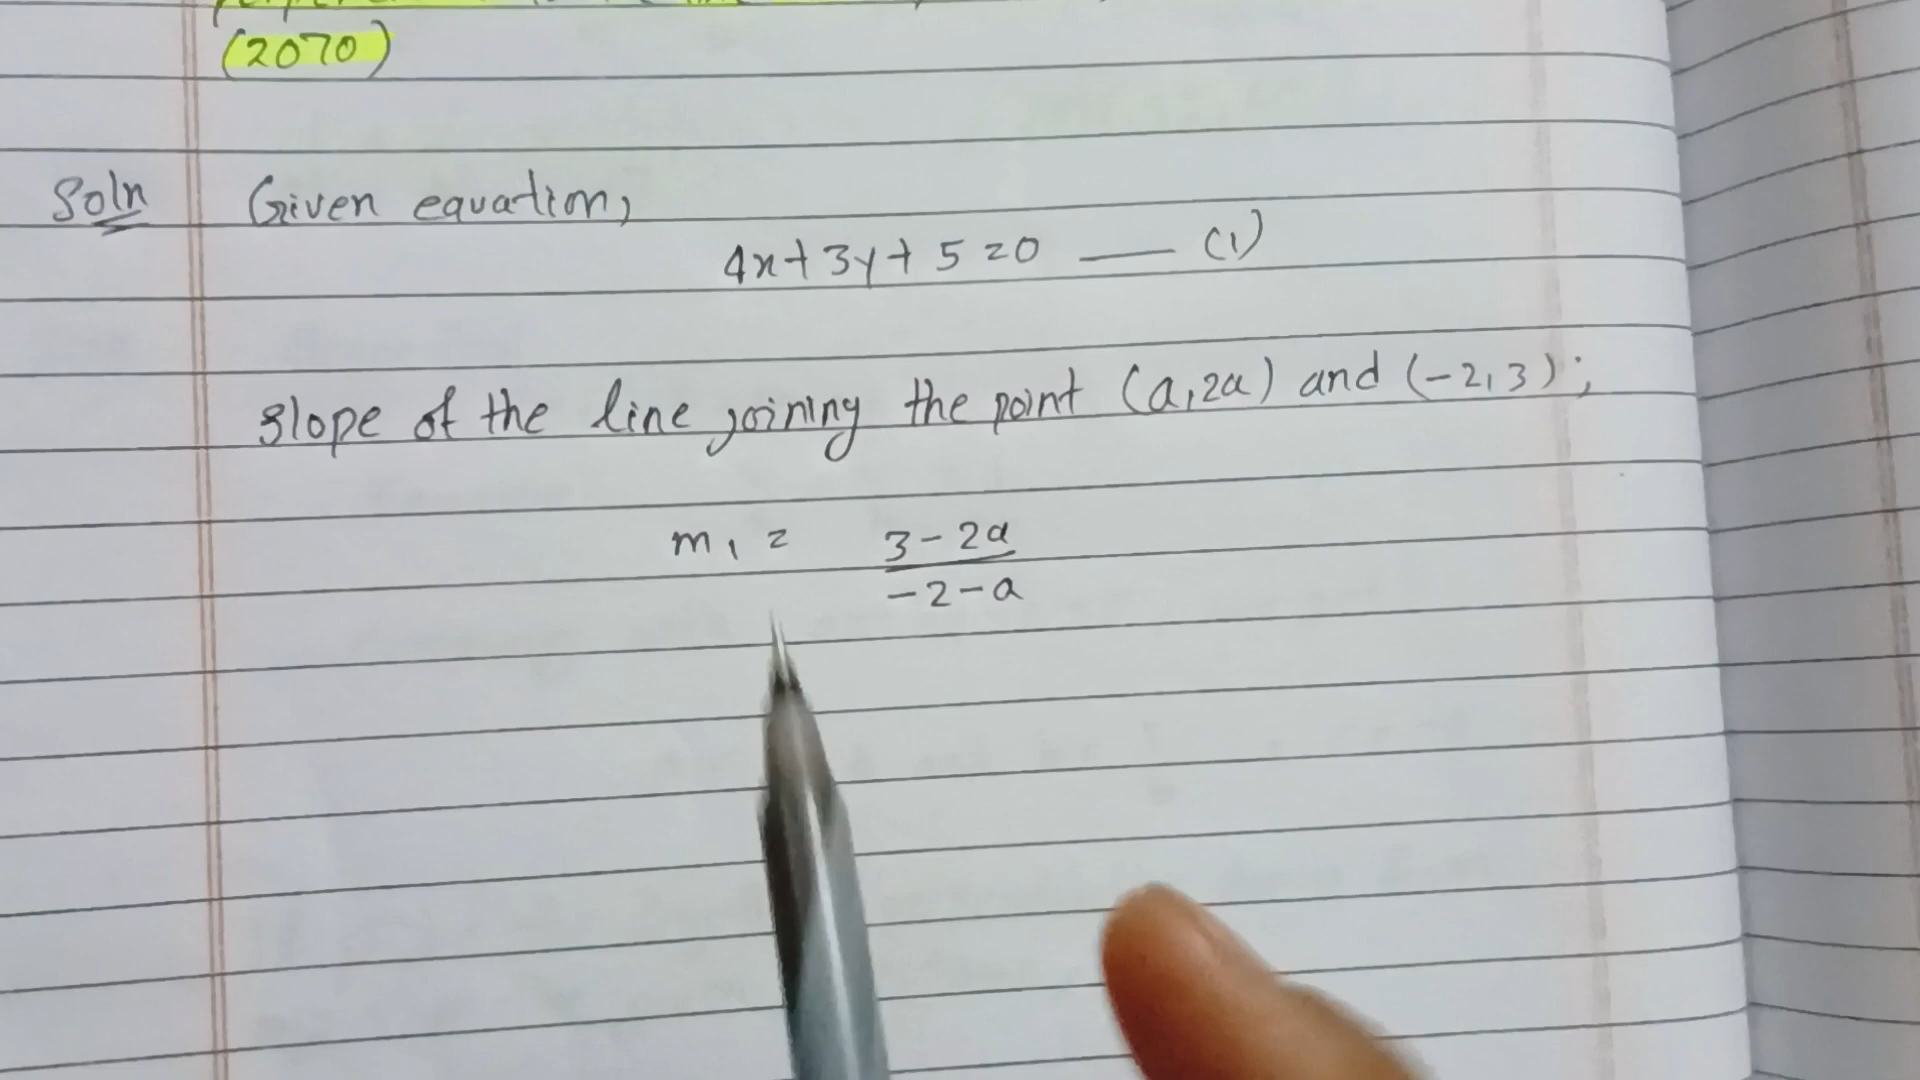 (2070)
Soln Given equation,
4x+3y+5=0 — (1)
slope of the line joining the point (a,2a) and (-2,3);
m₁ = 3-2a
-2-a